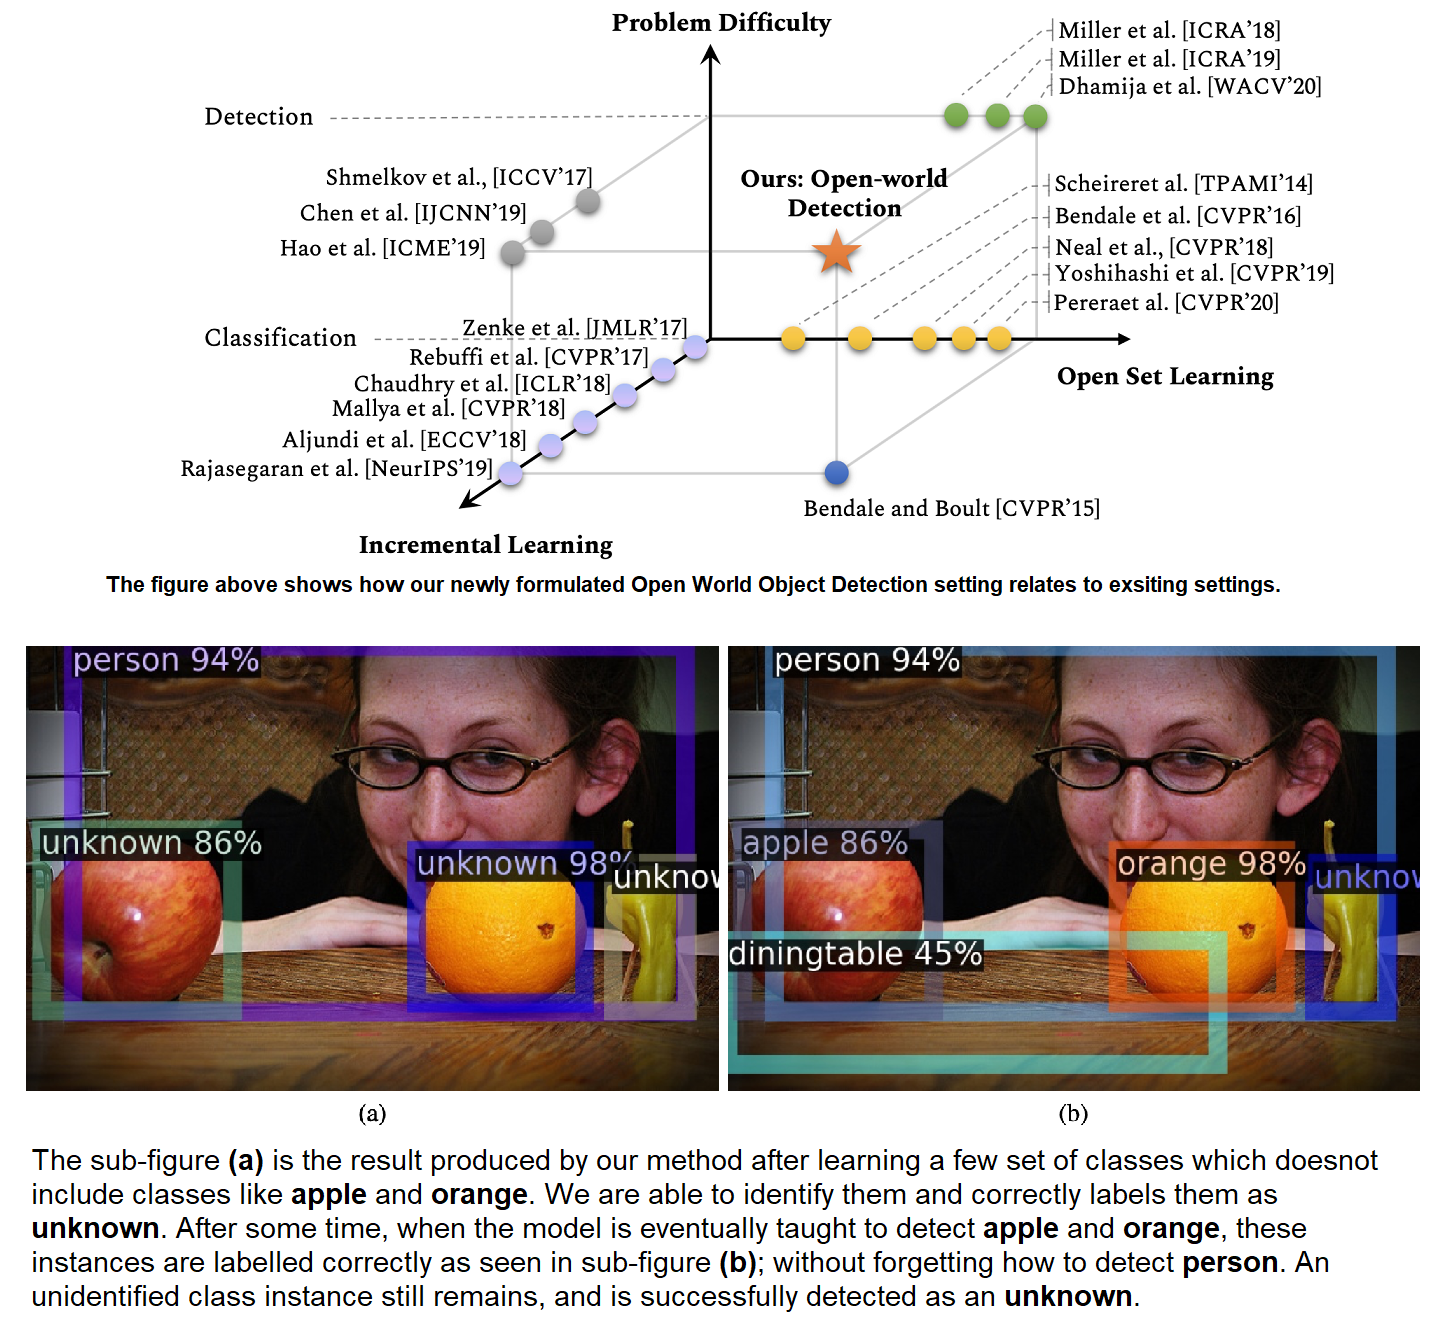 Problem Difficulty
Miller et al. [ICRA’18]
Miller et al. [ICRA’19]
Dhamija et al. [WACV’20]
Detection
Shmelkov et al., [ICCV’17]
Chen et al. [IJCNN’19]
Hao et al. [ICME’19]
Ours: Open-world
Detection
Scheireret al. [TPAMI’14]
Bendale et al. [CVPR’16]
Neal et al., [CVPR’18]
Yoshihashi et al. [CVPR’19]
Pereraet al. [CVPR’20]
Classification
Zenke et al. [JMLR’17]
Rebuffi et al. [CVPR’17]
Chaudhry et al. [ICLR’18]
Mallya et al. [CVPR’18]
Aljundi et al. [ECCV’18]
Rajasegaran et al. [NeurIPS’19]
Open Set Learning
Bendale and Boult [CVPR’15]
Incremental Learning
The figure above shows how our newly formulated Open World Object Detection setting relates to exsiting settings.
person 94%
unknown 86%
unknown 98%
unknow
person 94%
apple 86%
orange 98%
unknow
diningtable 45%
(a)
(b)
The sub-figure (a) is the result produced by our method after learning a few set of classes which doesnot
include classes like apple and orange. We are able to identify them and correctly labels them as
unknown. After some time, when the model is eventually taught to detect apple and orange, these
instances are labelled correctly as seen in sub-figure (b); without forgetting how to detect person. An
unidentified class instance still remains, and is successfully detected as an unknown.